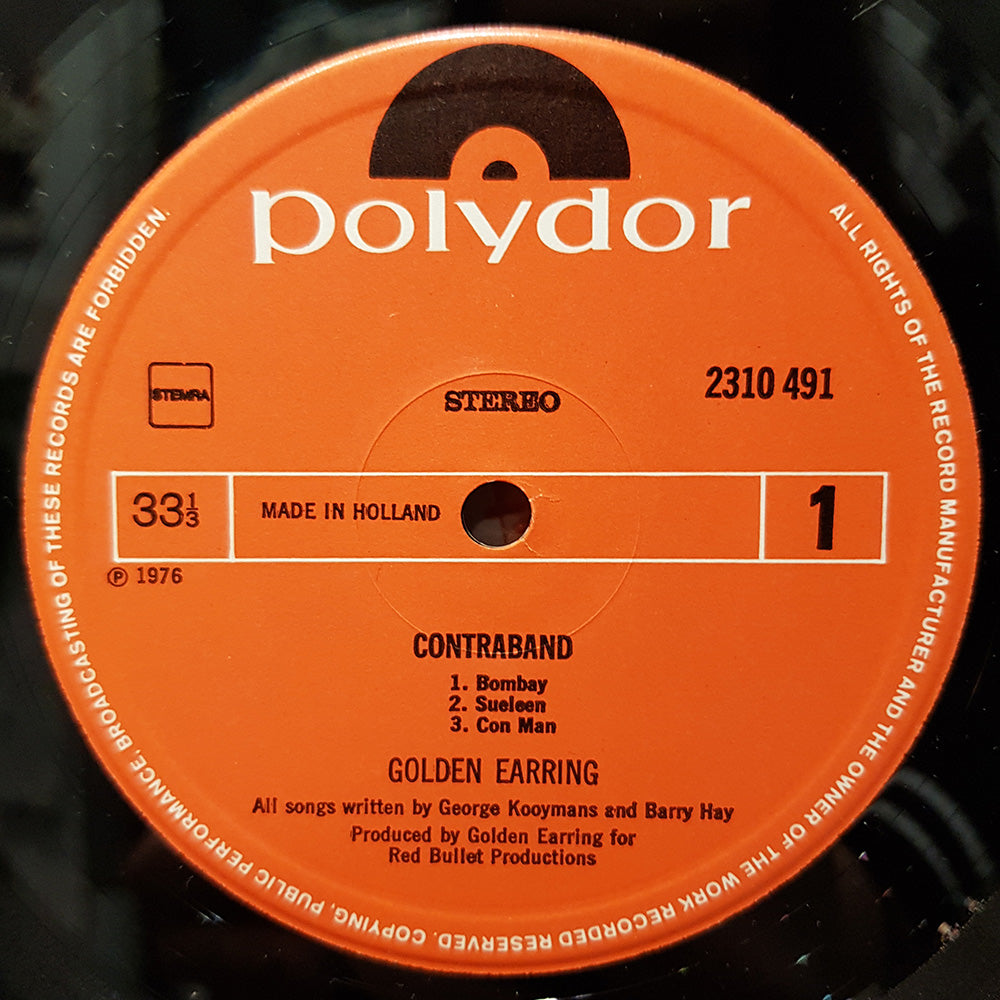 polydor
ALL RIGHTS OF THE RECORD MANUFACTURER AND THE OWNER OF THE WORK RECORDED RESERVED. COPYING, PUBLIC PERFORMANCE, BROADCASTING OF THESE RECORDS ARE FORBIDDEN.
STEMRA
STEREO
2310 491
33⅓
MADE IN HOLLAND
1
Ⓟ 1976
CONTRABAND
1. Bombay
2. Sueleen
3. Con Man
GOLDEN EARRING
All songs written by George Kooymans and Barry Hay
Produced by Golden Earring for
Red Bullet Productions